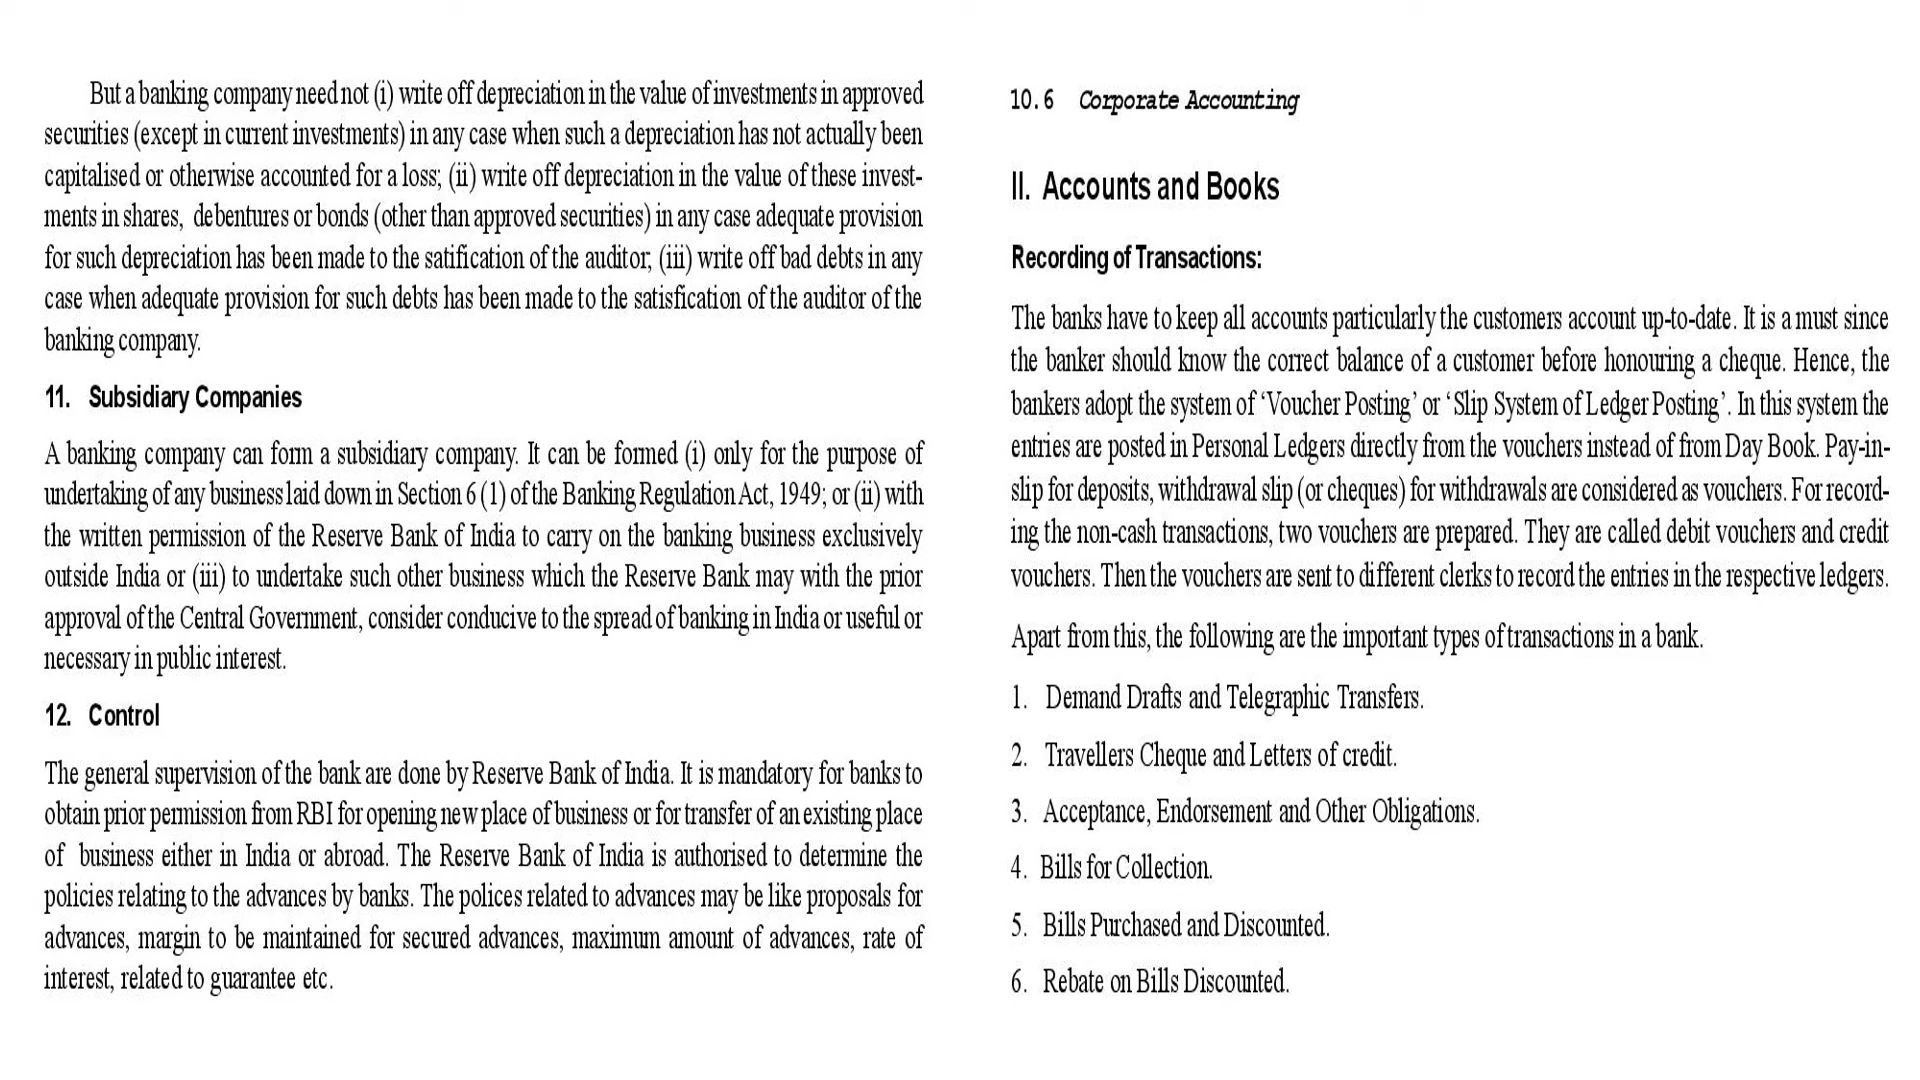 But a banking company need not (i) write off depreciation in the value of investments in approved
securities (except in current investments) in any case when such a depreciation has not actually been
capitalised or otherwise accounted for a loss; (ii) write off depreciation in the value of these invest-
ments in shares, debentures or bonds (other than approved securities) in any case adequate provision
for such depreciation has been made to the satification of the auditor; (iii) write off bad debts in any
case when adequate provision for such debts has been made to the satisfication of the auditor of the
banking company.
11. Subsidiary Companies
A banking company can form a subsidiary company. It can be formed (i) only for the purpose of
undertaking of any business laid down in Section 6 (1) of the Banking Regulation Act, 1949; or (ii) with
the written permission of the Reserve Bank of India to carry on the banking business exclusively
outside India or (iii) to undertake such other business which the Reserve Bank may with the prior
approval of the Central Government, consider conducive to the spread of banking in India or useful or
necessary in public interest.
12. Control
The general supervision of the bank are done by Reserve Bank of India. It is mandatory for banks to
obtain prior permission from RBI for opening new place of business or for transfer of an existing place
of business either in India or abroad. The Reserve Bank of India is authorised to determine the
policies relating to the advances by banks. The polices related to advances may be like proposals for
advances, margin to be maintained for secured advances, maximum amount of advances, rate of
interest, related to guarantee etc.
10.6 Corporate Accounting
II. Accounts and Books
Recording of Transactions:
The banks have to keep all accounts particularly the customers account up-to-date. It is a must since
the banker should know the correct balance of a customer before honouring a cheque. Hence, the
bankers adopt the system of ‘Voucher Posting’ or ‘Slip System of Ledger Posting’. In this system the
entries are posted in Personal Ledgers directly from the vouchers instead of from Day Book. Pay-in-
slip for deposits, withdrawal slip (or cheques) for withdrawals are considered as vouchers. For record-
ing the non-cash transactions, two vouchers are prepared. They are called debit vouchers and credit
vouchers. Then the vouchers are sent to different clerks to record the entries in the respective ledgers.
Apart from this, the following are the important types of transactions in a bank.
1. Demand Drafts and Telegraphic Transfers.
2. Travellers Cheque and Letters of credit.
3. Acceptance, Endorsement and Other Obligations.
4. Bills for Collection.
5. Bills Purchased and Discounted.
6. Rebate on Bills Discounted.